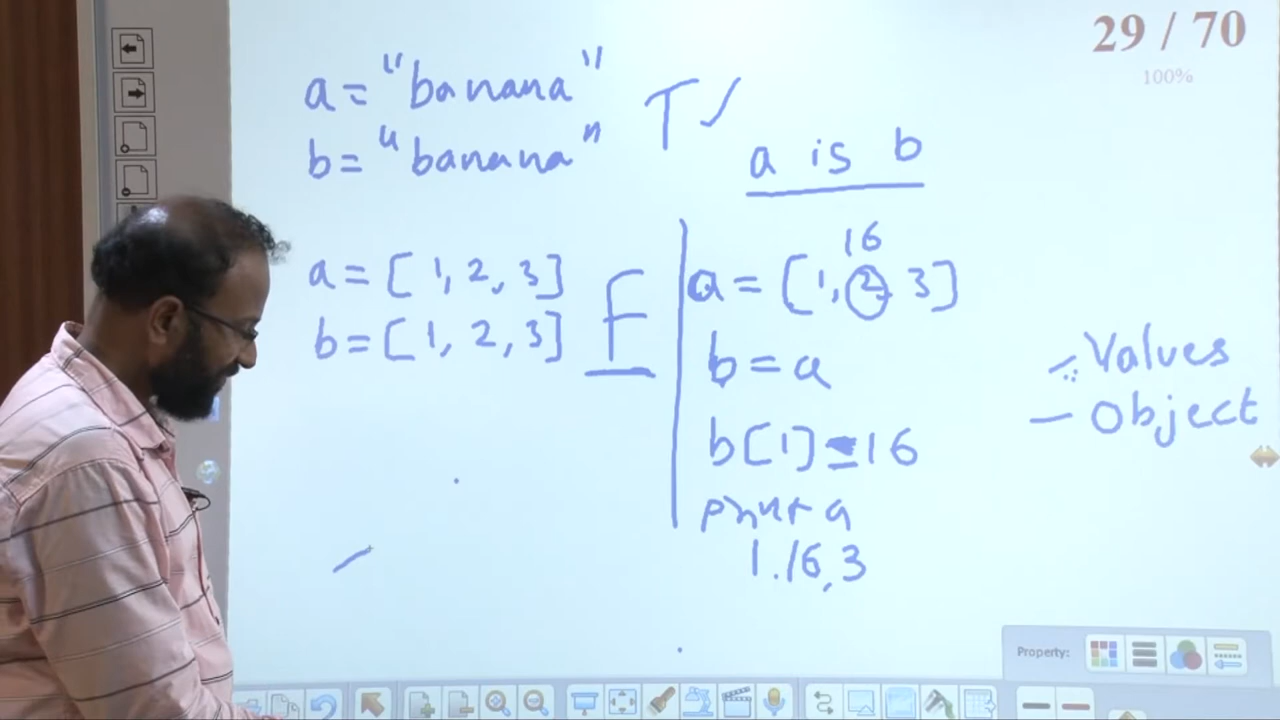 29 / 70
100%
a = "banana"
b = "banana"
T ✓
a is b
a = [1, 2, 3]
b = [1, 2, 3]
F
16
a = [1, 2, 3]
b = a
b[1] = 16
print a
1.16,3
- Values
- Object
Property: